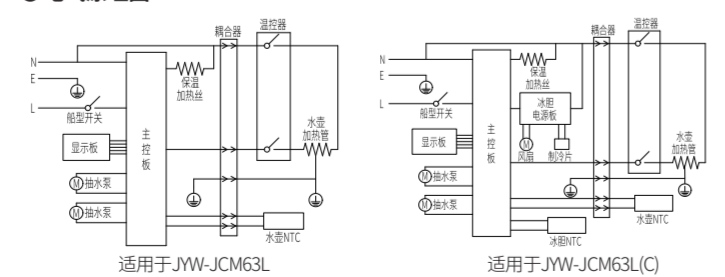 N
E
L
船型开关
显示板
M 抽水泵
M 抽水泵
主控板
保温
加热丝
耦合器
温控器
水壶
加热管
水壶NTC
适用于JYW-JCM63L
N
E
L
船型开关
显示板
M 抽水泵
M 抽水泵
主控板
保温
加热丝
冰胆
电源板
M
风扇
制冷片
耦合器
温控器
水壶
加热管
水壶NTC
冰胆NTC
适用于JYW-JCM63L(C)